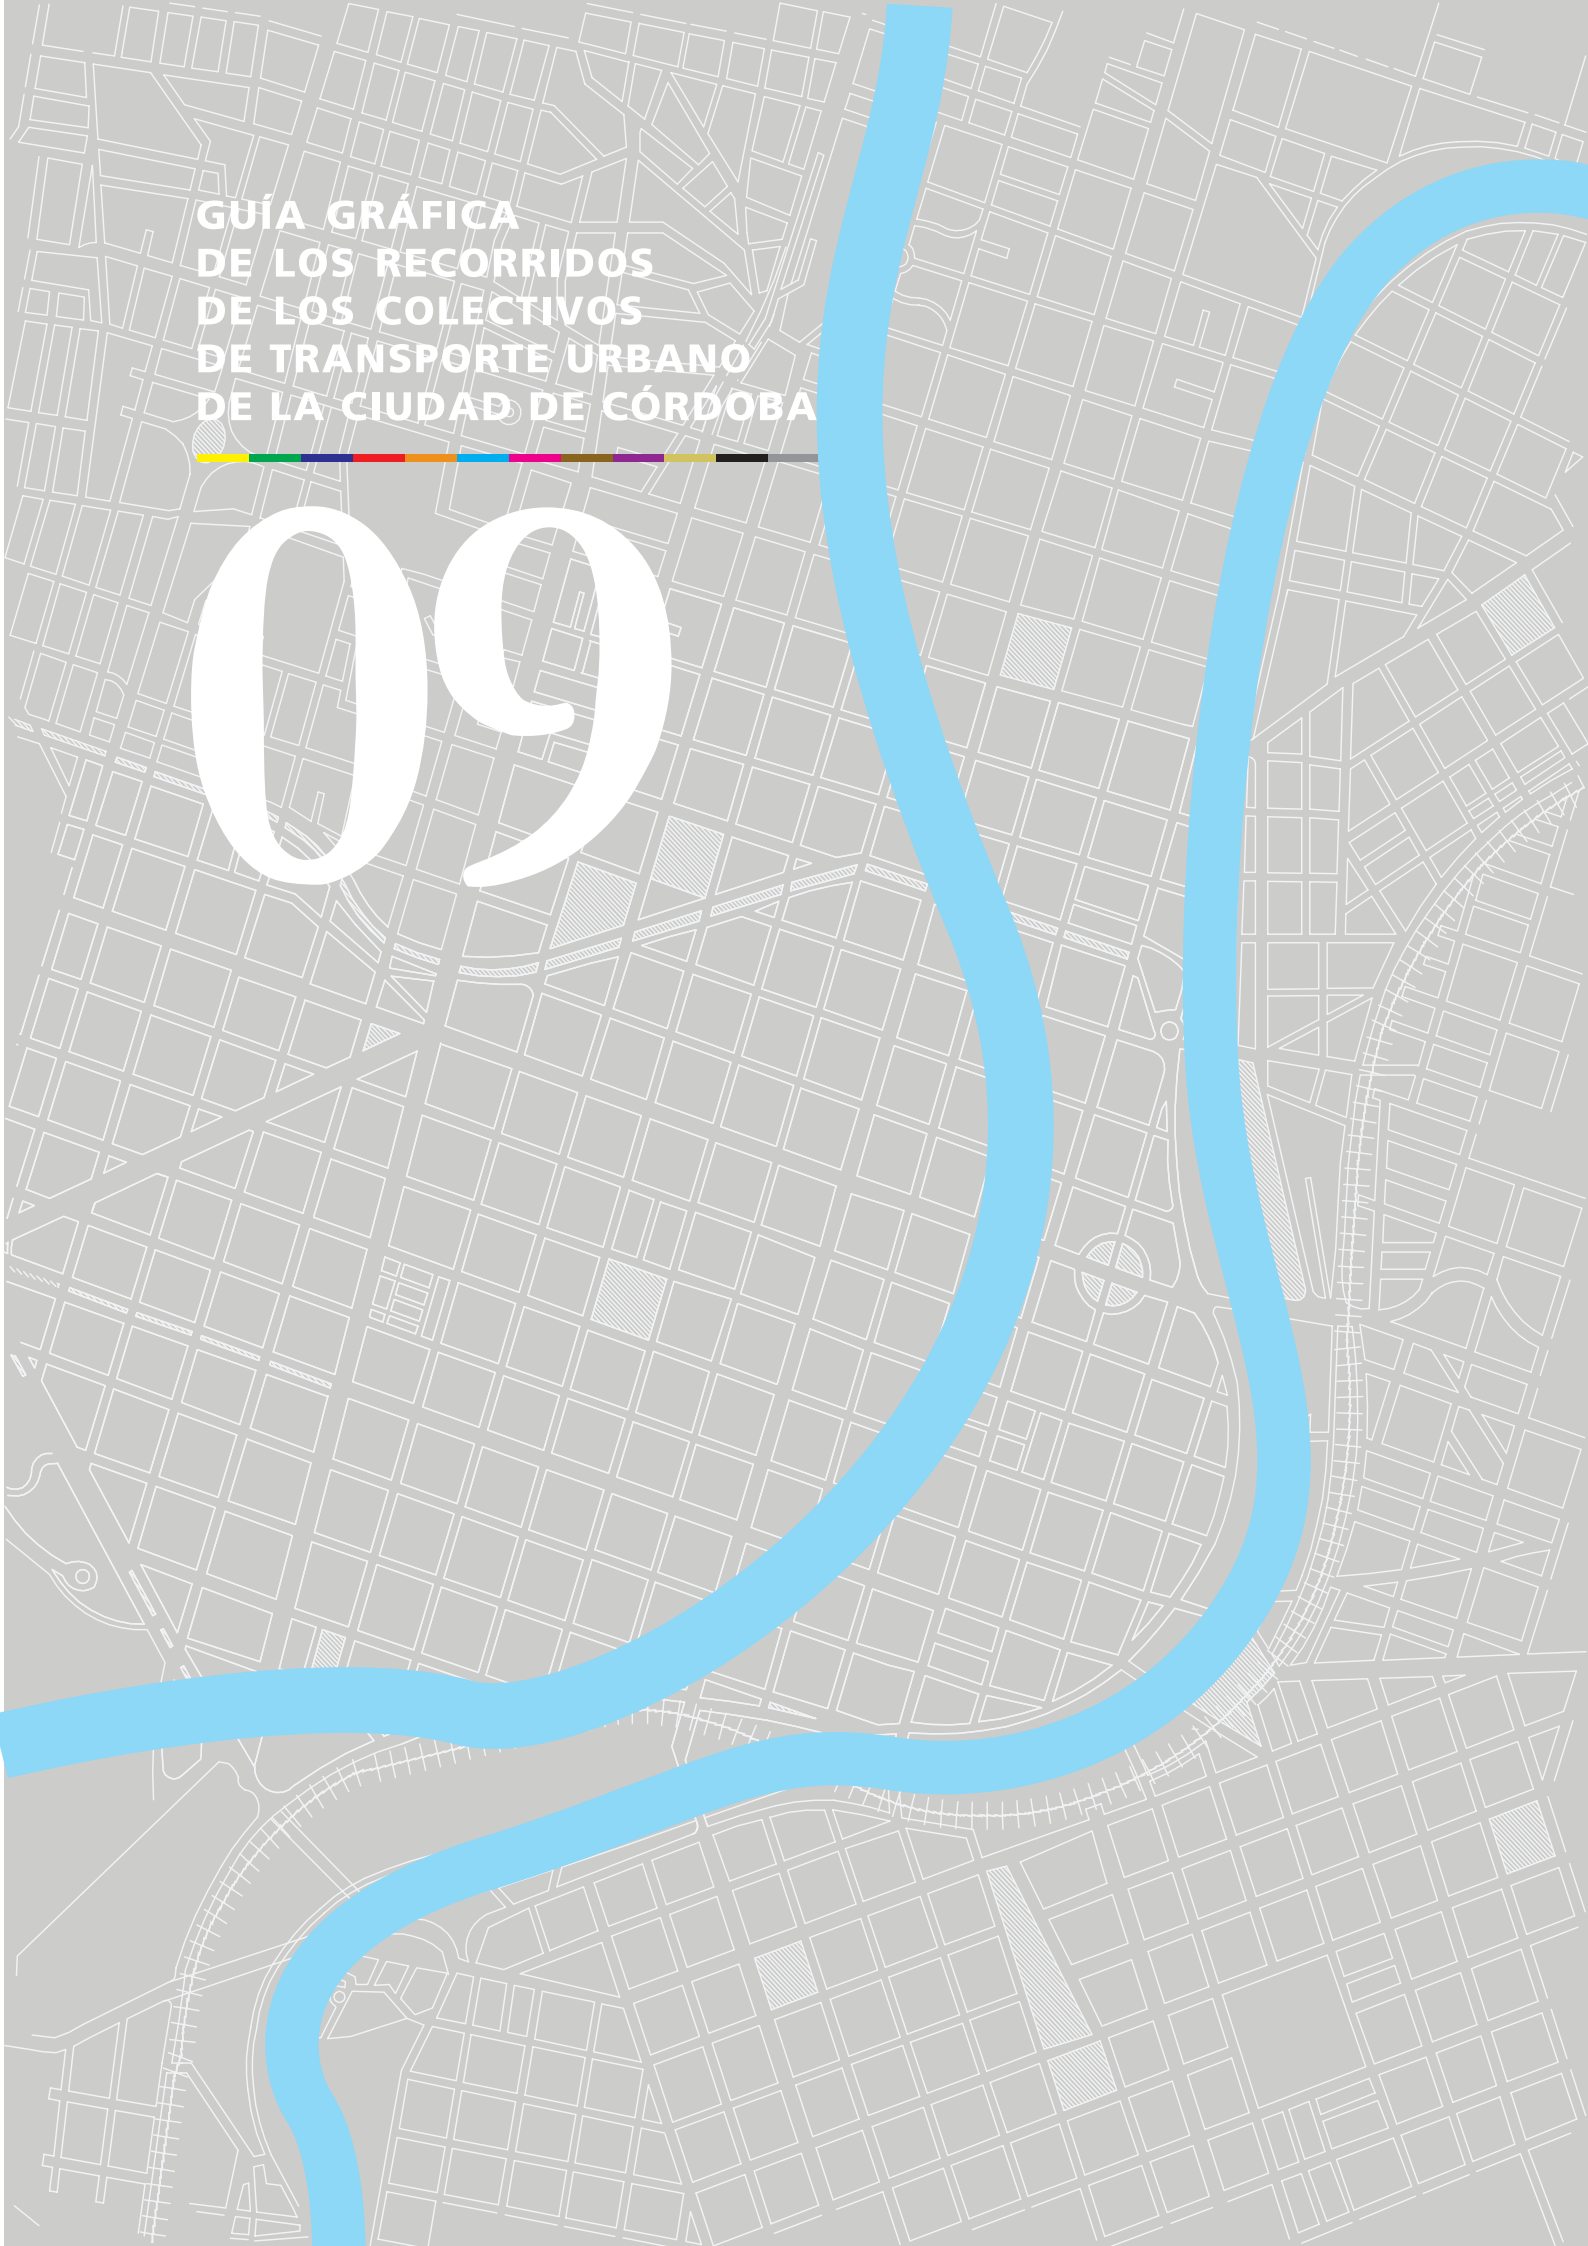 GUÍA GRÁFICA
DE LOS RECORRIDOS
DE LOS COLECTIVOS
DE TRANSPORTE URBANO
DE LA CIUDAD DE CÓRDOBA
09